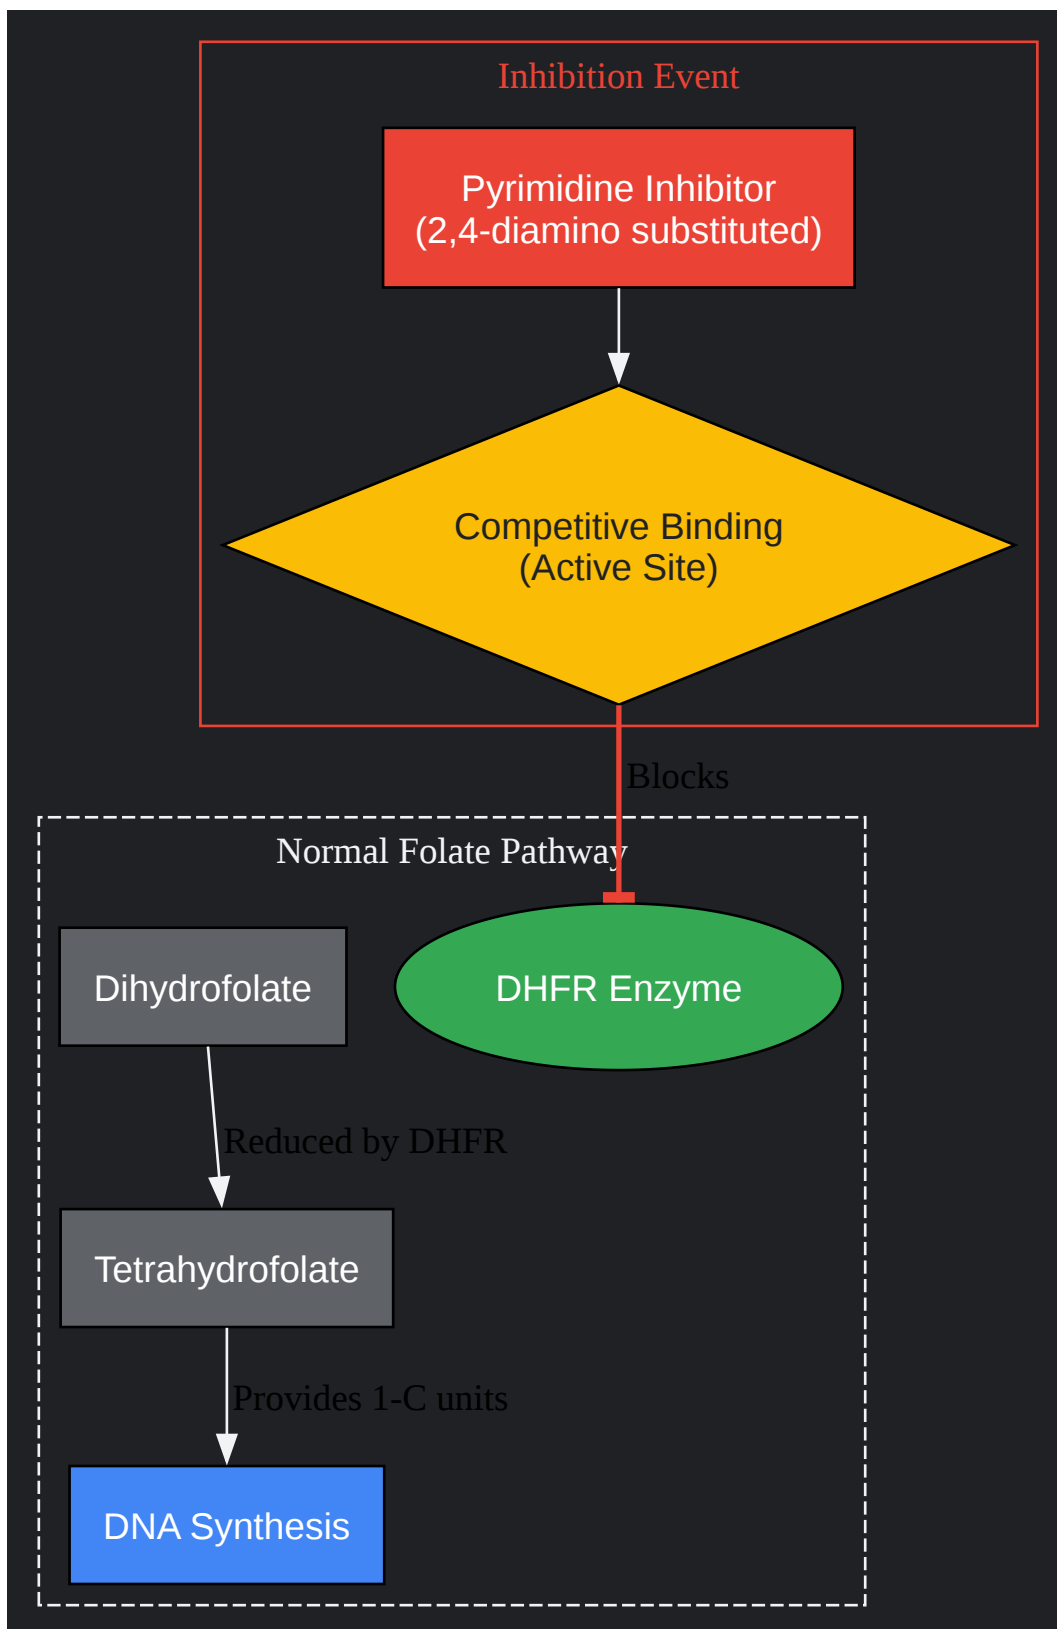 Inhibition Event
Pyrimidine Inhibitor
(2,4-diamino substituted)
Competitive Binding
(Active Site)
Blocks
Normal Folate Pathway
Dihydrofolate
DHFR Enzyme
Reduced by DHFR
Tetrahydrofolate
Provides 1-C units
DNA Synthesis